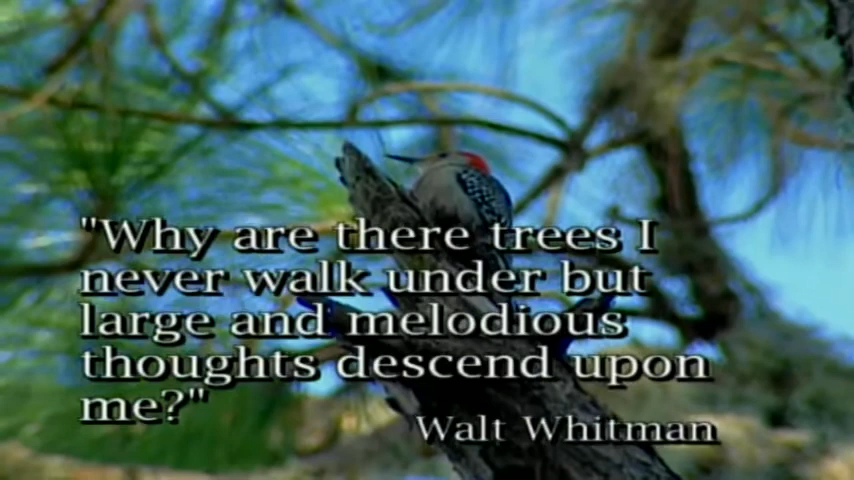 "Why are there trees I
never walk under but
large and melodious
thoughts descend upon
me?"
Walt Whitman